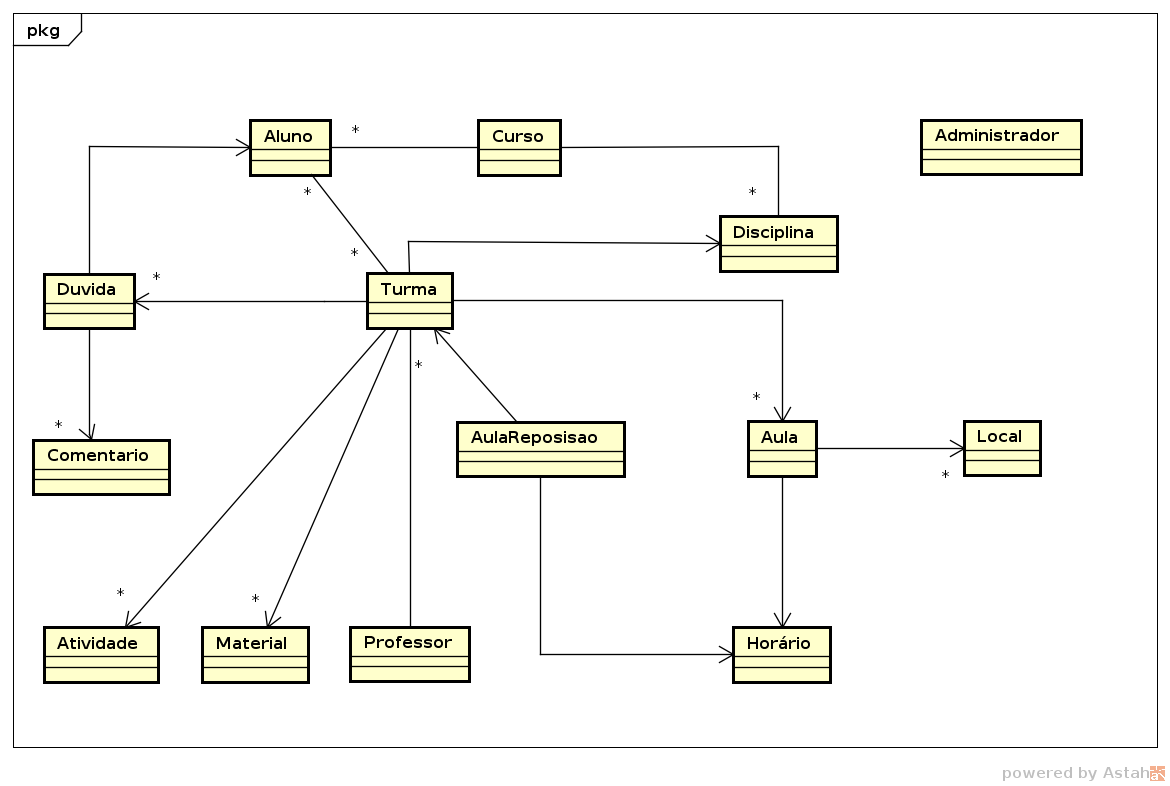 pkg
Aluno
*
Curso
Administrador
*
*
Disciplina
*
*
Duvida
Turma
*
*
*
Comentario
AulaReposisao
Aula
Local
*
*
*
Atividade
Material
Professor
Horário
powered by Astah